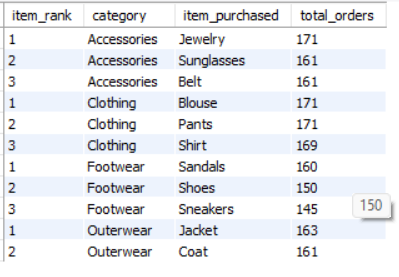 item_rank category item_purchased total_orders
1 Accessories Jewelry 171
2 Accessories Sunglasses 161
3 Accessories Belt 161
1 Clothing Blouse 171
2 Clothing Pants 171
3 Clothing Shirt 169
1 Footwear Sandals 160
2 Footwear Shoes 150
3 Footwear Sneakers 145
150
1 Outerwear Jacket 163
2 Outerwear Coat 161